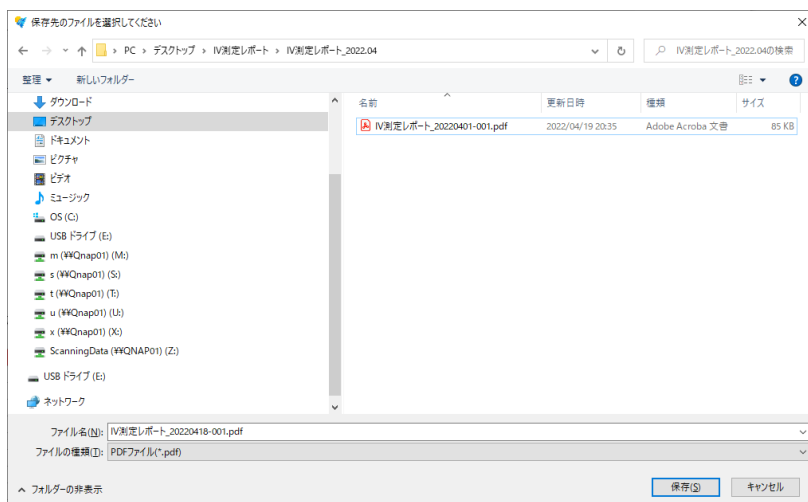 保存先のファイルを選択してください
PC › デスクトップ › IV測定レポート › IV測定レポート_2022.04
IV測定レポート_2022.04の検索
整理 新しいフォルダー
ダウンロード
デスクトップ
ドキュメント
ピクチャ
ビデオ
ミュージック
OS (C:)
USB ドライブ (E:)
m (¥¥Qnap01) (M:)
s (¥¥Qnap01) (S:)
t (¥¥Qnap01) (T:)
u (¥¥Qnap01) (U:)
x (¥¥Qnap01) (X:)
ScanningData (¥¥QNAP01) (Z:)
USB ドライブ (E:)
ネットワーク
名前 更新日時 種類 サイズ
IV測定レポート_20220401-001.pdf 2022/04/19 20:35 Adobe Acroba 文書 85 KB
ファイル名(N): IV測定レポート_20220418-001.pdf
ファイルの種類(T): PDFファイル(*.pdf)
フォルダーの非表示
保存(S) キャンセル